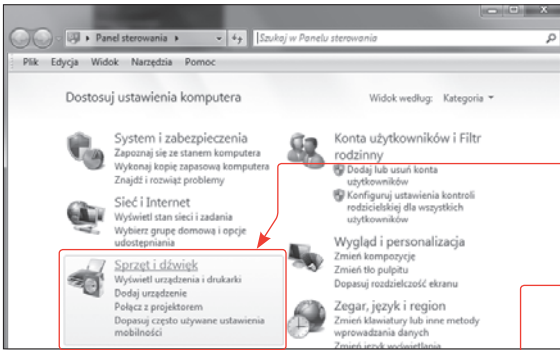 Panel sterowania
Szukaj w Panelu sterowania
Plik Edycja Widok Narzędzia Pomoc
Dostosuj ustawienia komputera
Widok według: Kategoria
System i zabezpieczenia
Zapoznaj się ze stanem komputera
Wykonaj kopię zapasową komputera
Znajdź i rozwiąż problemy
Sieć i Internet
Wyświetl stan sieci i zadania
Wybierz grupę domową i opcje
udostępniania
Sprzęt i dźwięk
Wyświetl urządzenia i drukarki
Dodaj urządzenie
Połącz z projektorem
Dopasuj często używane ustawienia
mobilności
Konta użytkowników i Filtr
rodzinny
Dodaj lub usuń konta
użytkowników
Konfiguruj ustawienia kontroli
rodzicielskiej dla wszystkich
użytkowników
Wygląd i personalizacja
Zmień kompozycję
Zmień tło pulpitu
Dopasuj rozdzielczość ekranu
Zegar, język i region
Zmień klawiatury lub inne metody
wprowadzania danych
Zmień język wyświetlania